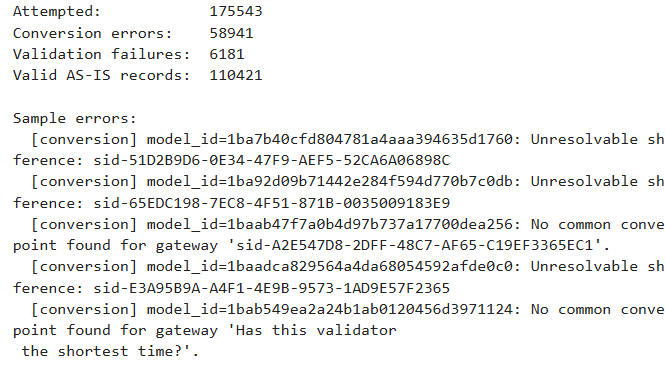 Attempted: 175543
Conversion errors: 58941
Validation failures: 6181
Valid AS-IS records: 110421
Sample errors:
[conversion] model_id=1ba7b40cfd804781a4aaa394635d1760: Unresolvable sh
ference: sid-51D2B9D6-0E34-47F9-AEF5-52CA6A06898C
[conversion] model_id=1ba92d09b71442e284f594d770b7c0db: Unresolvable sh
ference: sid-65EDC198-7EC8-4F51-871B-0035009183E9
[conversion] model_id=1baab47f7a0b4d97b737a17700dea256: No common conve
point found for gateway 'sid-A2E547D8-2DFF-48C7-AF65-C19EF3365EC1'.
[conversion] model_id=1baadca829564a4da68054592afde0c0: Unresolvable sh
ference: sid-E3A95B9A-A4F1-4E9B-9573-1AD9E57F2365
[conversion] model_id=1bab549ea2a24b1ab0120456d3971124: No common conve
point found for gateway 'Has this validator
the shortest time?'.